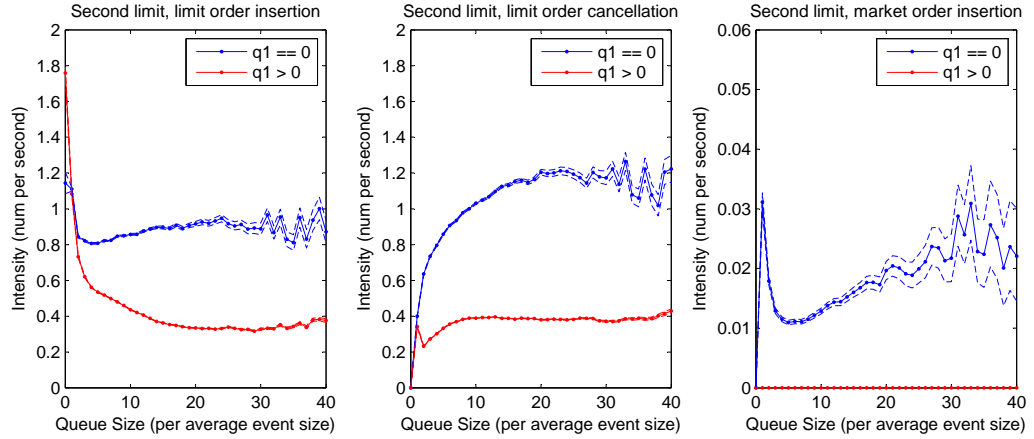 Second limit, limit order insertion
2
1.8
1.6
1.4
1.2
1
0.8
0.6
0.4
0.2
0
Intensity (num per second)
q1 == 0
q1 > 0
0 10 20 30 40
Queue Size (per average event size)
Second limit, limit order cancellation
2
1.8
1.6
1.4
1.2
1
0.8
0.6
0.4
0.2
0
Intensity (num per second)
q1 == 0
q1 > 0
0 10 20 30 40
Queue Size (per average event size)
Second limit, market order insertion
0.06
0.05
0.04
0.03
0.02
0.01
0
Intensity (num per second)
q1 == 0
q1 > 0
0 10 20 30 40
Queue Size (per average event size)